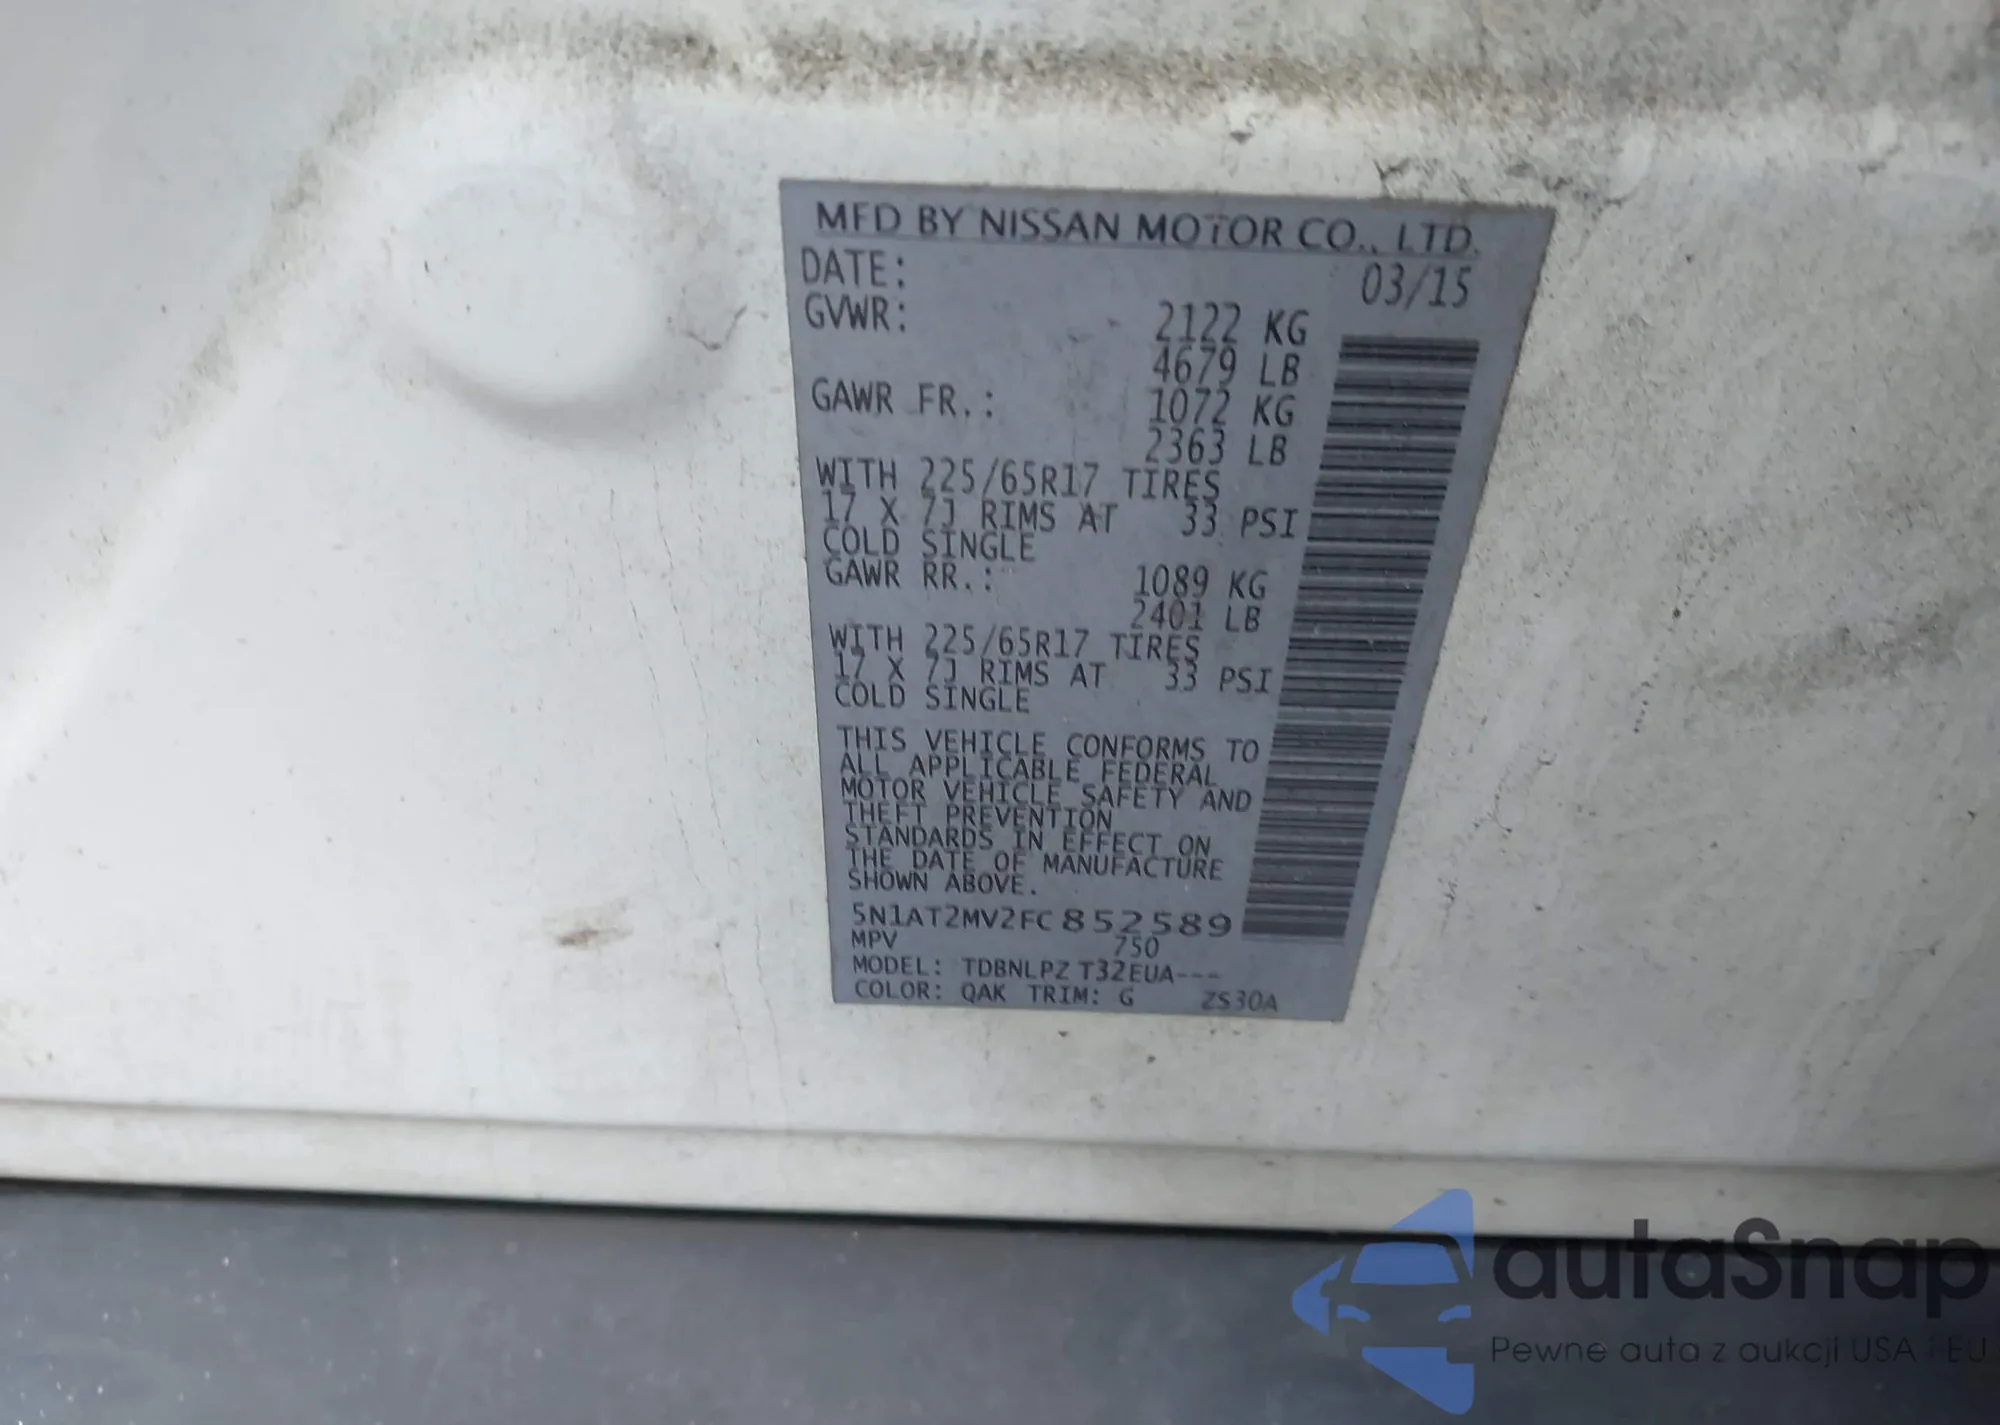 MFD BY NISSAN MOTOR CO., LTD.
DATE: 03/15
GVWR: 2122 KG
4679 LB
GAWR FR.: 1072 KG
2363 LB
WITH 225/65R17 TIRES
17 X 7J RIMS AT 33 PSI
COLD SINGLE
GAWR RR.: 1089 KG
2401 LB
WITH 225/65R17 TIRES
17 X 7J RIMS AT 33 PSI
COLD SINGLE
THIS VEHICLE CONFORMS TO
ALL APPLICABLE FEDERAL
MOTOR VEHICLE SAFETY AND
THEFT PREVENTION
STANDARDS IN EFFECT ON
THE DATE OF MANUFACTURE
SHOWN ABOVE.
5N1AT2MV2FC852589
MPV 750
MODEL: TDBNLPZ T32EUA---
COLOR: QAK TRIM: G ZS30A
autaSnap
Pewne auta z aukcji USA i EU